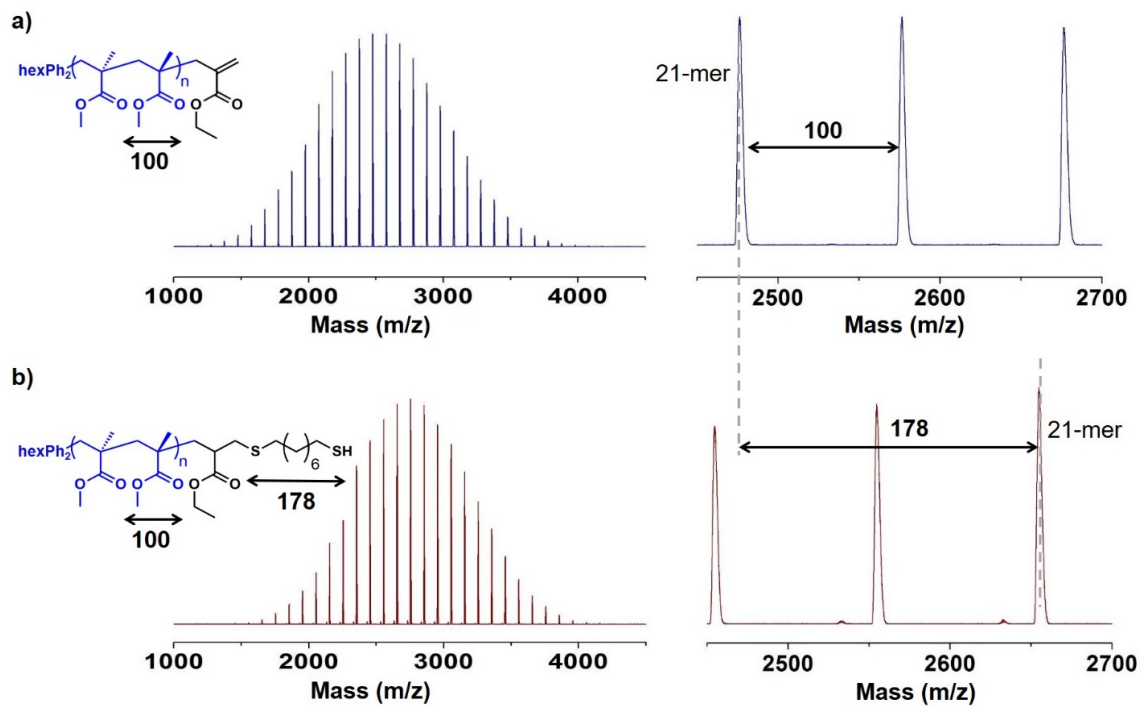 a)
hexPh2
n
O
O
O
O
O
O
100
1000
2000
3000
4000
Mass (m/z)
21-mer
100
2500
2600
2700
Mass (m/z)
b)
hexPh2
n
S
6
SH
O
O
O
O
O
O
178
100
1000
2000
3000
4000
Mass (m/z)
178
21-mer
2500
2600
2700
Mass (m/z)